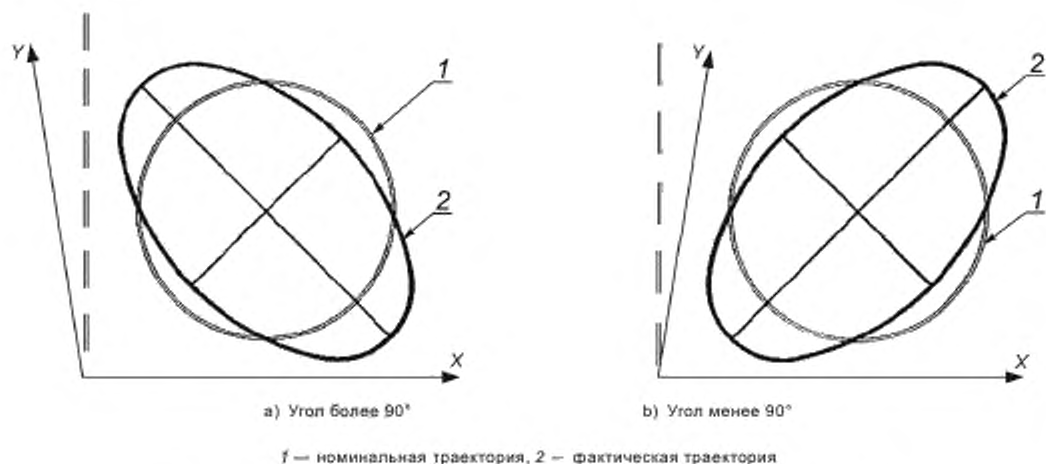 Y
1
2
X
a) Угол более 90°
Y
2
1
X
b) Угол менее 90°
1 — номинальная траектория, 2 — фактическая траектория